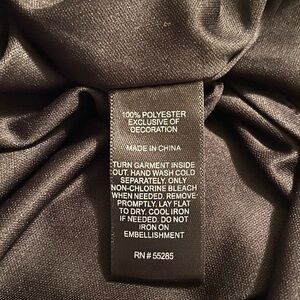 100% POLYESTER
EXCLUSIVE OF
DECORATION
MADE IN CHINA
TURN GARMENT INSIDE
OUT. HAND WASH COLD
SEPARATELY. ONLY
NON-CHLORINE BLEACH
WHEN NEEDED. REMOVE
PROMPTLY. LAY FLAT
TO DRY. COOL IRON
IF NEEDED. DO NOT
IRON ON
EMBELLISHMENT
RN # 55285